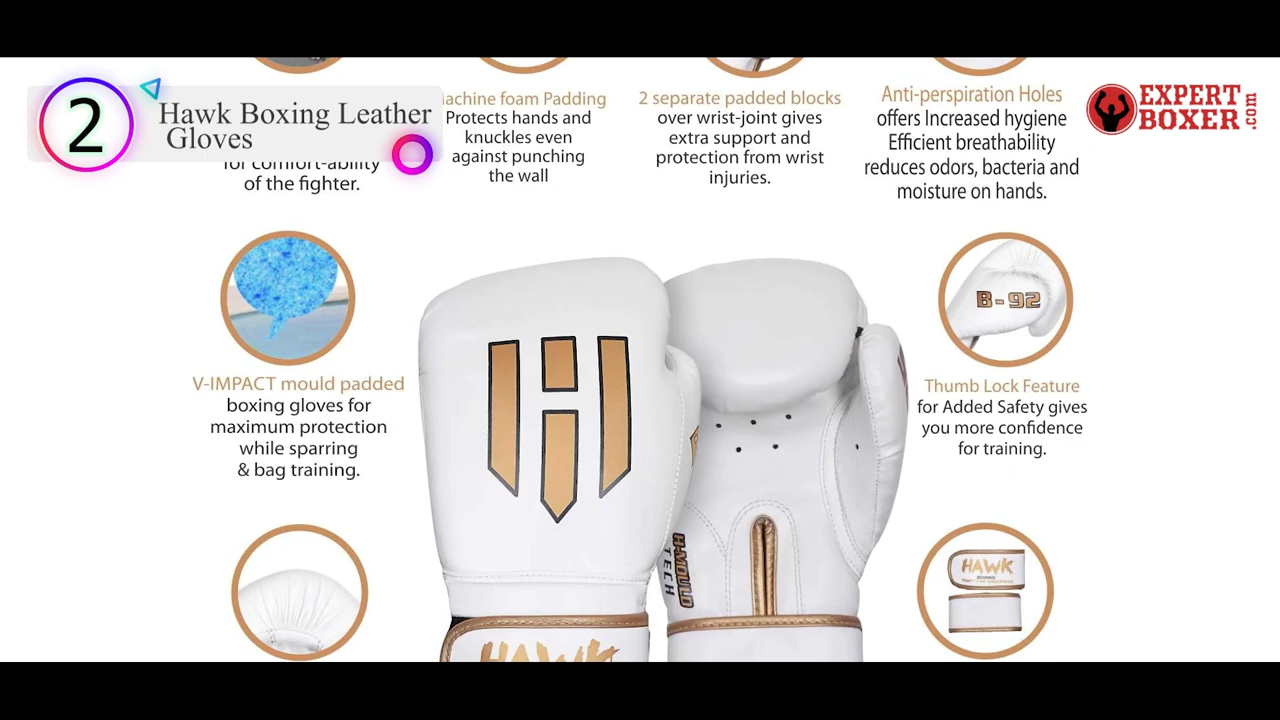 2
Hawk Boxing Leather
Gloves
for comfort-ability
of the fighter.
achine foam Padding
Protects hands and
knuckles even
against punching
the wall
2 separate padded blocks
over wrist-joint gives
extra support and
protection from wrist
injuries.
Anti-perspiration Holes
offers Increased hygiene
Efficient breathability
reduces odors, bacteria and
moisture on hands.
EXPERT
BOXER.com
V-IMPACT mould padded
boxing gloves for
maximum protection
while sparring
& bag training.
B-92
Thumb Lock Feature
for Added Safety gives
you more confidence
for training.
H-MOULD
TECH
HAWK
HAWK
BOXING